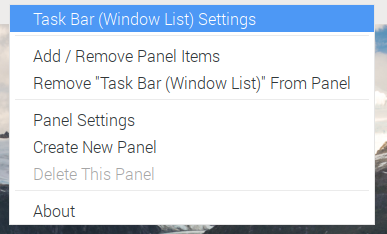 Task Bar (Window List) Settings
Add / Remove Panel Items
Remove "Task Bar (Window List)" From Panel
Panel Settings
Create New Panel
Delete This Panel
About